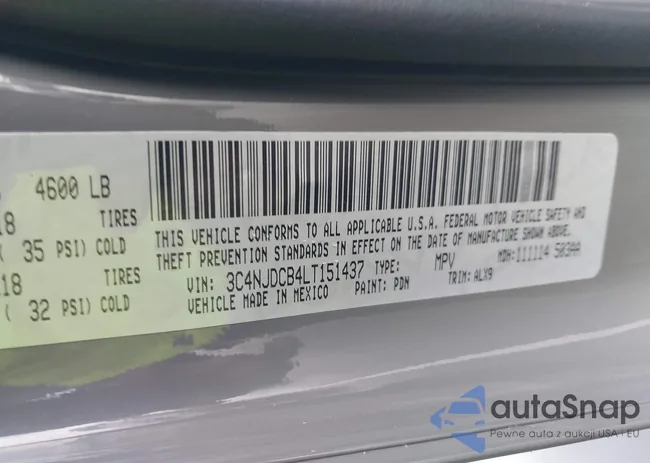 4600 LB
18 TIRES
( 35 PSI) COLD
18 TIRES
( 32 PSI) COLD
THIS VEHICLE CONFORMS TO ALL APPLICABLE U.S.A. FEDERAL MOTOR VEHICLE SAFETY AND
THEFT PREVENTION STANDARDS IN EFFECT ON THE DATE OF MANUFACTURE SHOWN ABOVE.
VIN: 3C4NJDCB4LT151437 TYPE: MPV MDH: 111114 503AA
VEHICLE MADE IN MEXICO PAINT: PDN TRIM: ALX9
autaSnap
Pewne auta z aukcji USA i EU